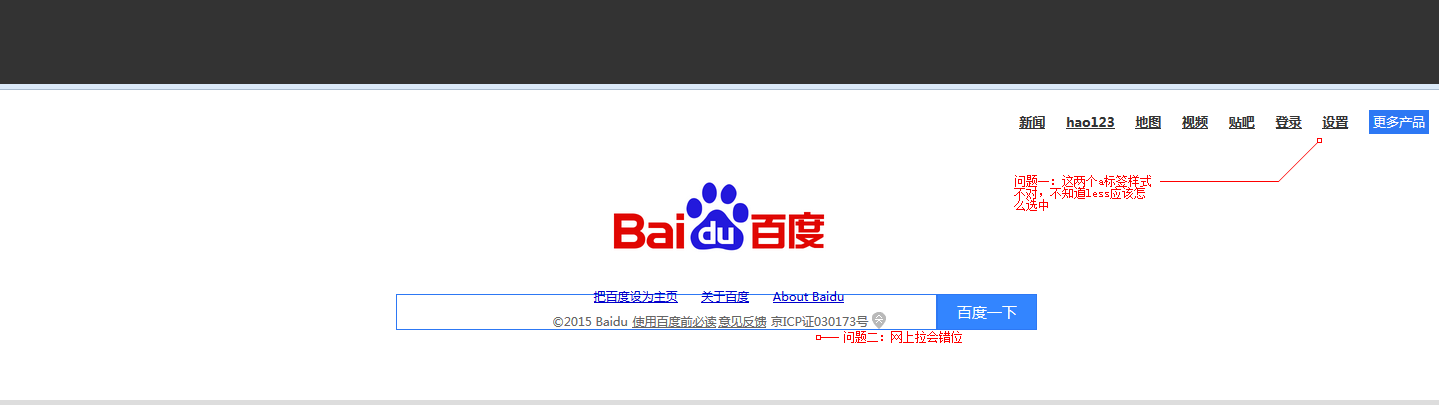 新闻 hao123 地图 视频 贴吧 登录 设置 更多产品
问题一：这两个a标签样式
不对，不知道less应该怎
么选中
Bai du 百度
把百度设为主页 关于百度 About Baidu
百度一下
©2015 Baidu 使用百度前必读 意见反馈 京ICP证030173号
问题二：网上拉会错位